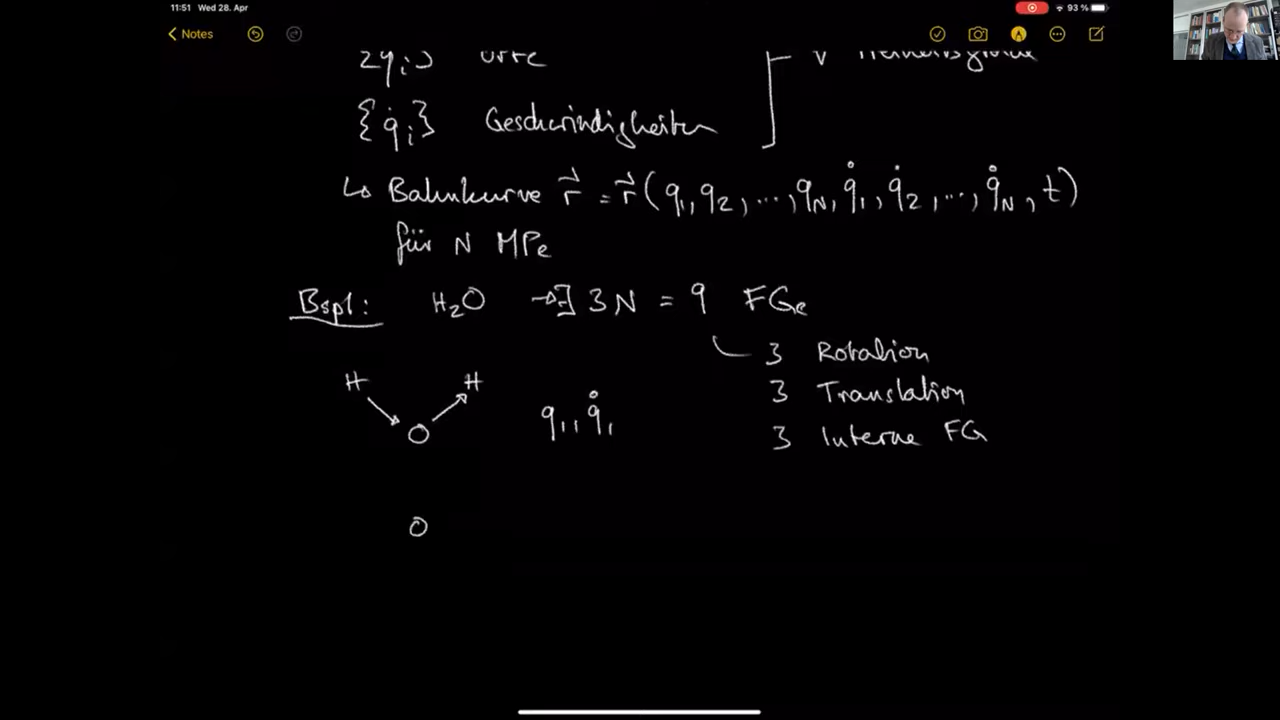 11:51 Wed 28. Apr 93 %
Notes
{q̇ᵢ} Geschwindigkeiten
↳ Bahnkurve r⃗ = r⃗ (q₁, q₂, ..., q_N, q̇₁, q̇₂, ..., q̇_N, t)
für N MPe
Bspl: H₂O → 3N = 9 FGe
3 Rotation
3 Translation
3 Interne FG
H H
O q₁, q̇₁
O